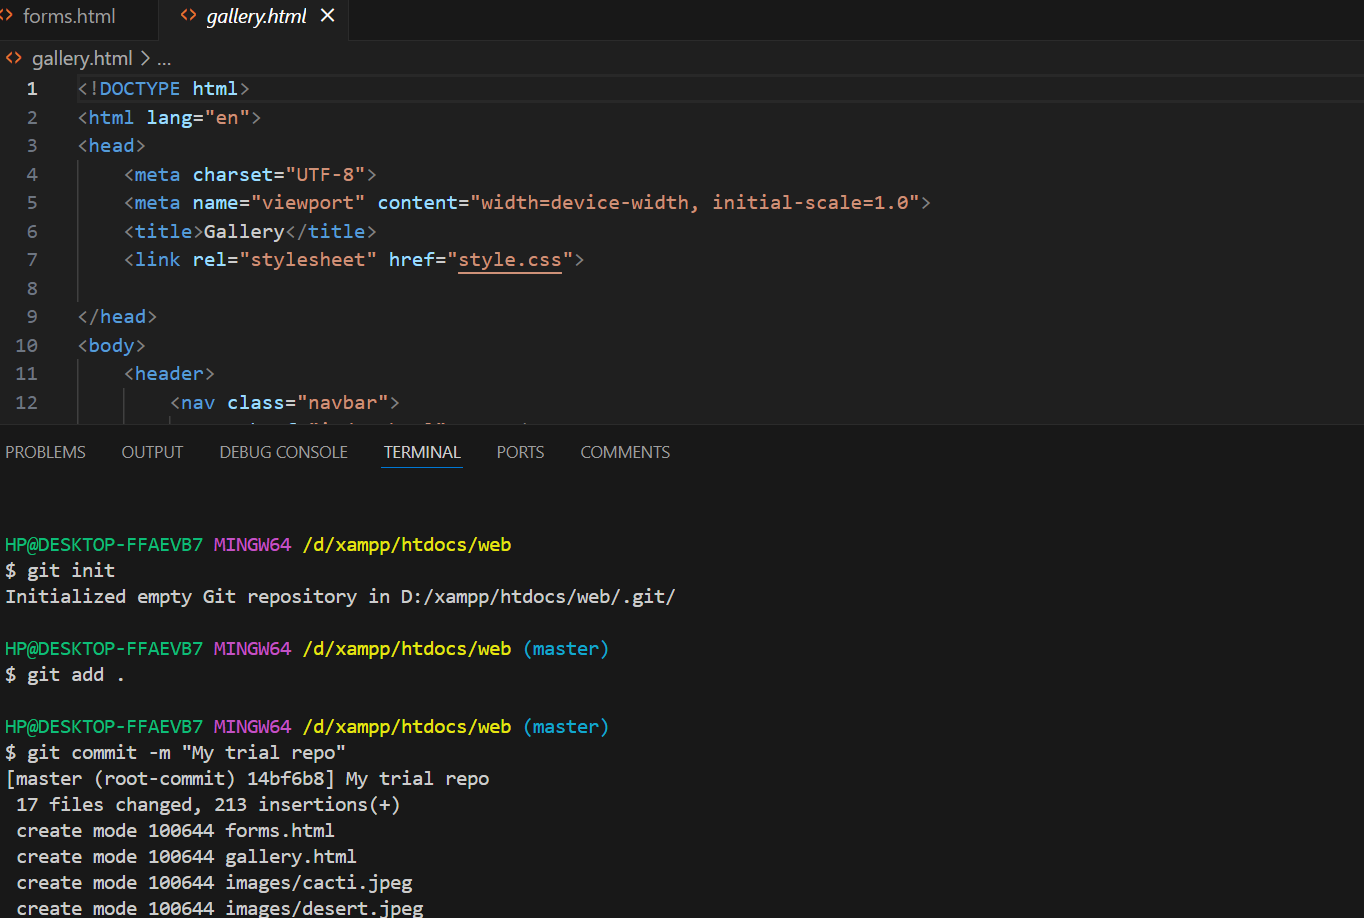 forms.html
gallery.html
gallery.html > ...
1 <!DOCTYPE html>
2 <html lang="en">
3 <head>
4 <meta charset="UTF-8">
5 <meta name="viewport" content="width=device-width, initial-scale=1.0">
6 <title>Gallery</title>
7 <link rel="stylesheet" href="style.css">
8
9 </head>
10 <body>
11 <header>
12 <nav class="navbar">
PROBLEMS OUTPUT DEBUG CONSOLE TERMINAL PORTS COMMENTS
HP@DESKTOP-FFAEVB7 MINGW64 /d/xampp/htdocs/web
$ git init
Initialized empty Git repository in D:/xampp/htdocs/web/.git/
HP@DESKTOP-FFAEVB7 MINGW64 /d/xampp/htdocs/web (master)
$ git add .
HP@DESKTOP-FFAEVB7 MINGW64 /d/xampp/htdocs/web (master)
$ git commit -m "My trial repo"
[master (root-commit) 14bf6b8] My trial repo
17 files changed, 213 insertions(+)
create mode 100644 forms.html
create mode 100644 gallery.html
create mode 100644 images/cacti.jpeg
create mode 100644 images/desert.jpeg